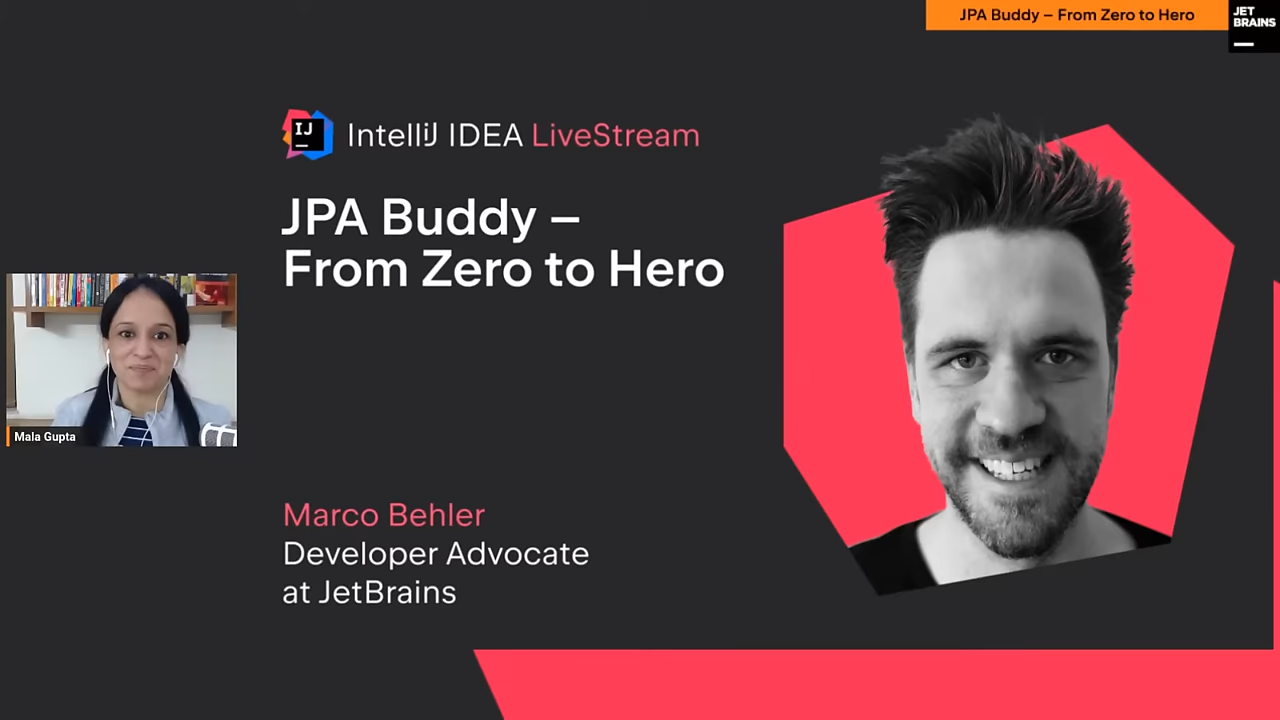 JPA Buddy – From Zero to Hero
JET
BRAINS
IJ
IntelliJ IDEA LiveStream
JPA Buddy –
From Zero to Hero
Mala Gupta
Marco Behler
Developer Advocate
at JetBrains